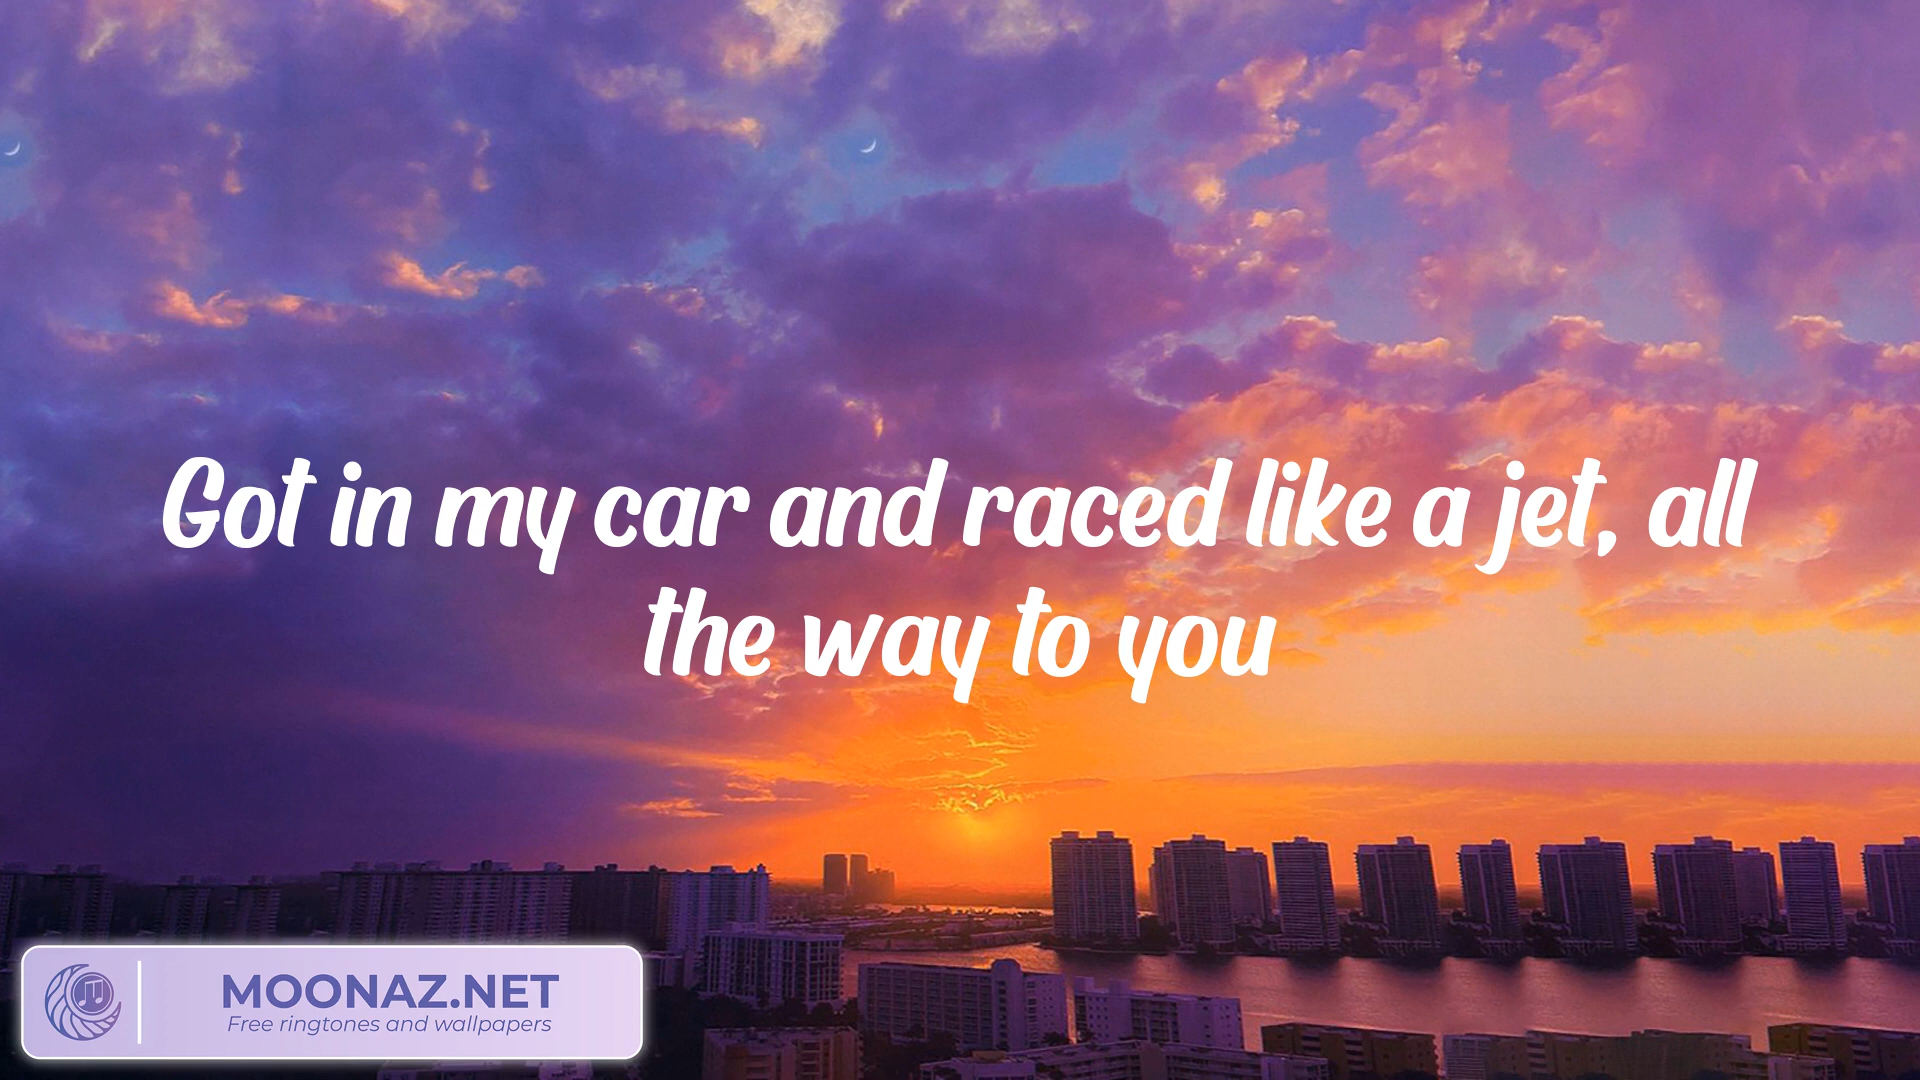 Got in my car and raced like a jet, all
the way to you
MOONAZ.NET
Free ringtones and wallpapers